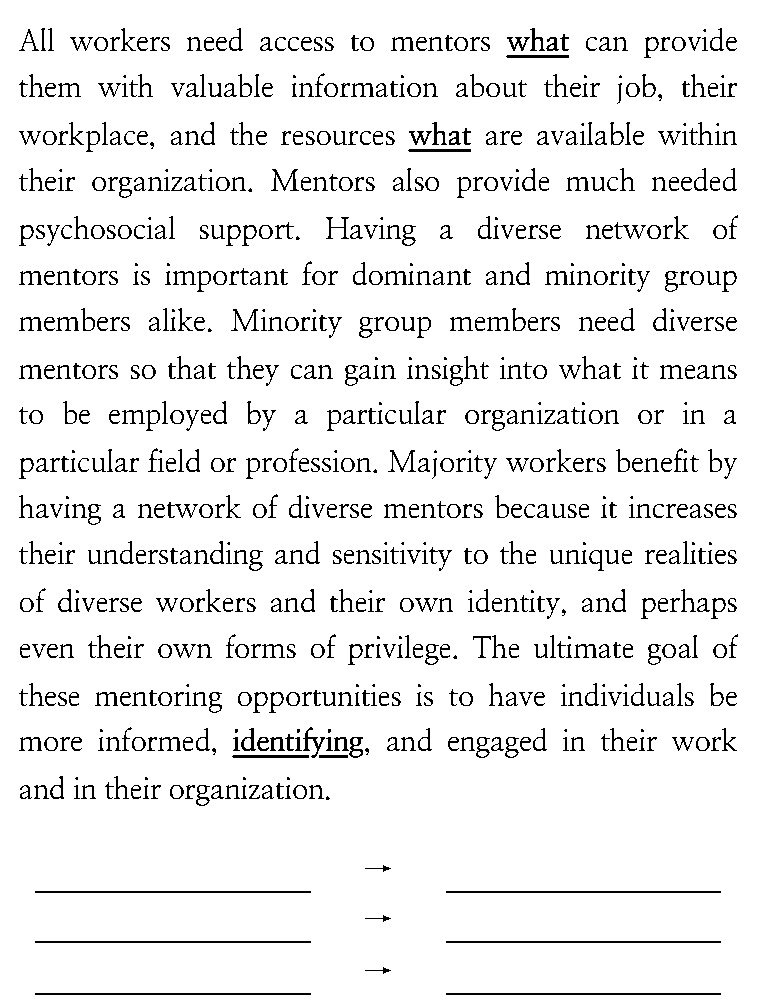 All workers need access to mentors what can provide
them with valuable information about their job, their
workplace, and the resources what are available within
their organization. Mentors also provide much needed
psychosocial support. Having a diverse network of
mentors is important for dominant and minority group
members alike. Minority group members need diverse
mentors so that they can gain insight into what it means
to be employed by a particular organization or in a
particular field or profession. Majority workers benefit by
having a network of diverse mentors because it increases
their understanding and sensitivity to the unique realities
of diverse workers and their own identity, and perhaps
even their own forms of privilege. The ultimate goal of
these mentoring opportunities is to have individuals be
more informed, identifying, and engaged in their work
and in their organization.
→
→
→